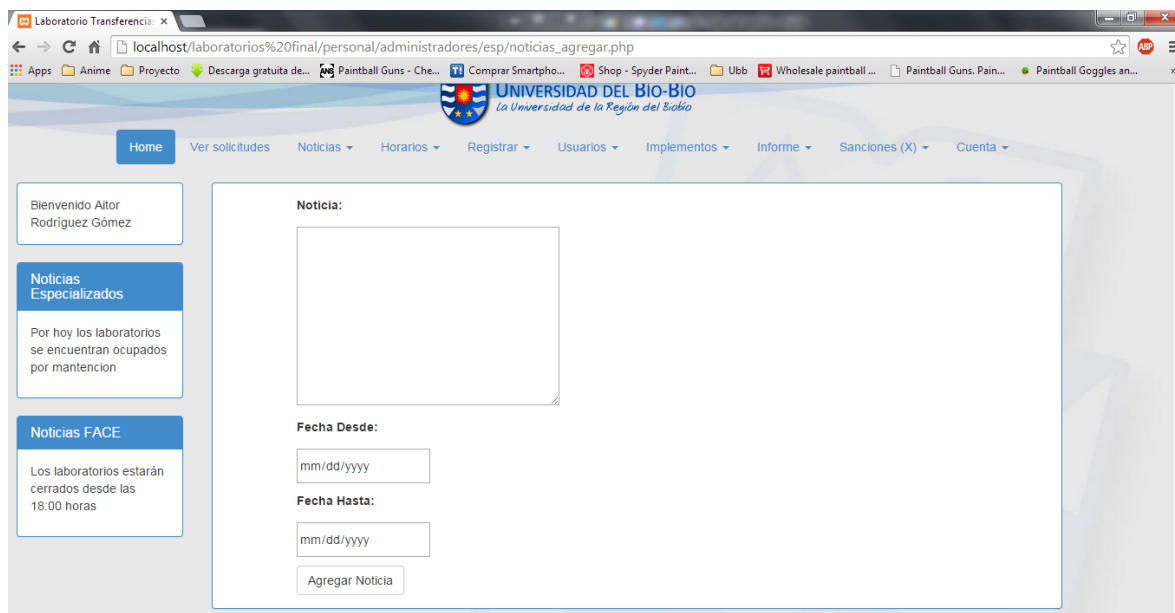 Laboratorio Transferencia:
localhost/laboratorios%20final/personal/administradores/esp/noticias_agregar.php
ABP
Apps Anime Proyecto Descarga gratuita de... ANS Paintball Guns - Che... T! Comprar Smartpho... Shop - Spyder Paint... Ubb Wholesale paintball ... Paintball Guns. Pain... Paintball Goggles an...
UNIVERSIDAD DEL BÍO-BÍO
La Universidad de la Región del Biobío
Home Ver solicitudes Noticias Horarios Registrar Usuarios Implementos Informe Sanciones (X) Cuenta
Bienvenido Aitor
Rodríguez Gómez
Noticias
Especializados
Por hoy los laboratorios
se encuentran ocupados
por mantencion
Noticias FACE
Los laboratorios estarán
cerrados desde las
18:00 horas
Noticia:
Fecha Desde:
mm/dd/yyyy
Fecha Hasta:
mm/dd/yyyy
Agregar Noticia